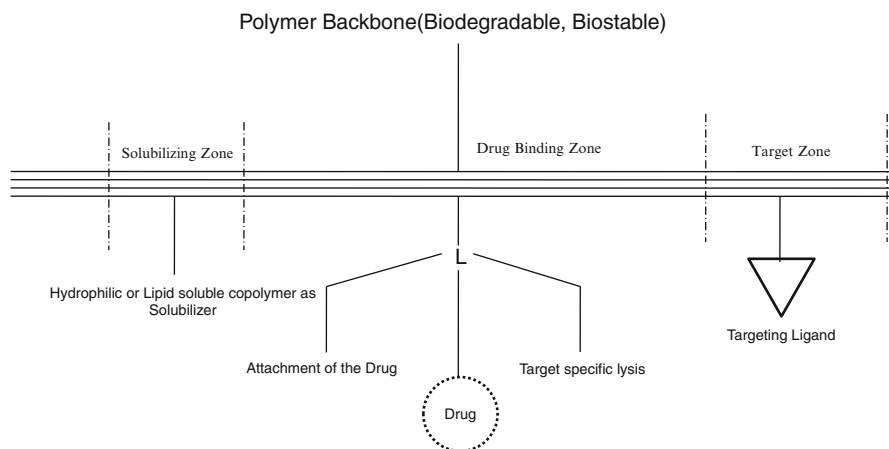 Polymer Backbone(Biodegradable, Biostable)
Solubilizing Zone
Drug Binding Zone
Target Zone
L
Hydrophilic or Lipid soluble copolymer as
Solubilizer
Attachment of the Drug
Target specific lysis
Targeting Ligand
Drug